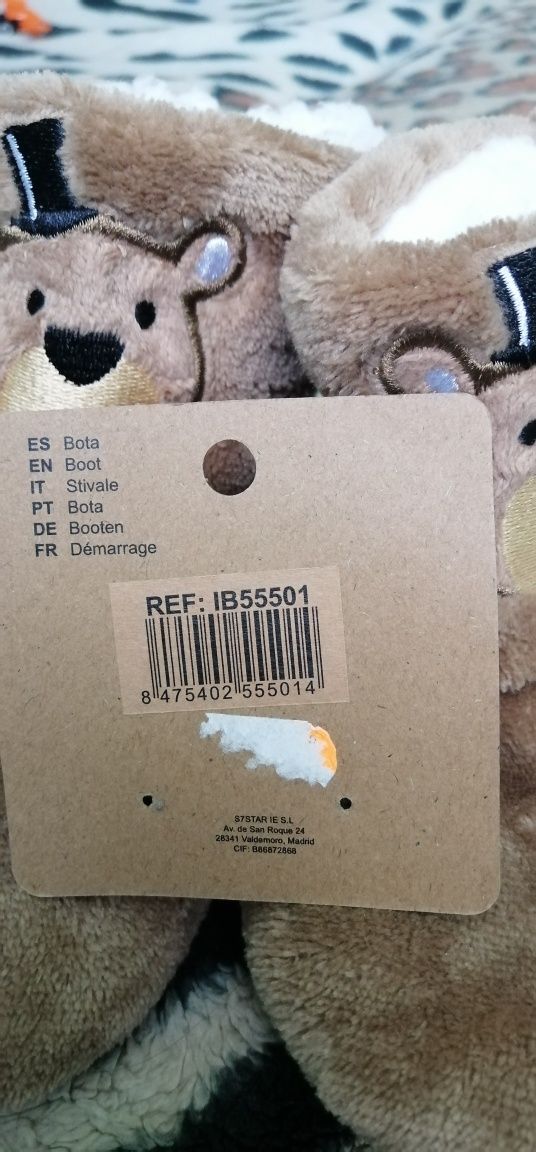 ES Bota
EN Boot
IT Stivale
PT Bota
DE Booten
FR Démarrage
REF: IB55501
8 475402 555014
S7STAR IE S.L
Av. de San Roque 24
28341 Valdemoro, Madrid
CIF: B86872868